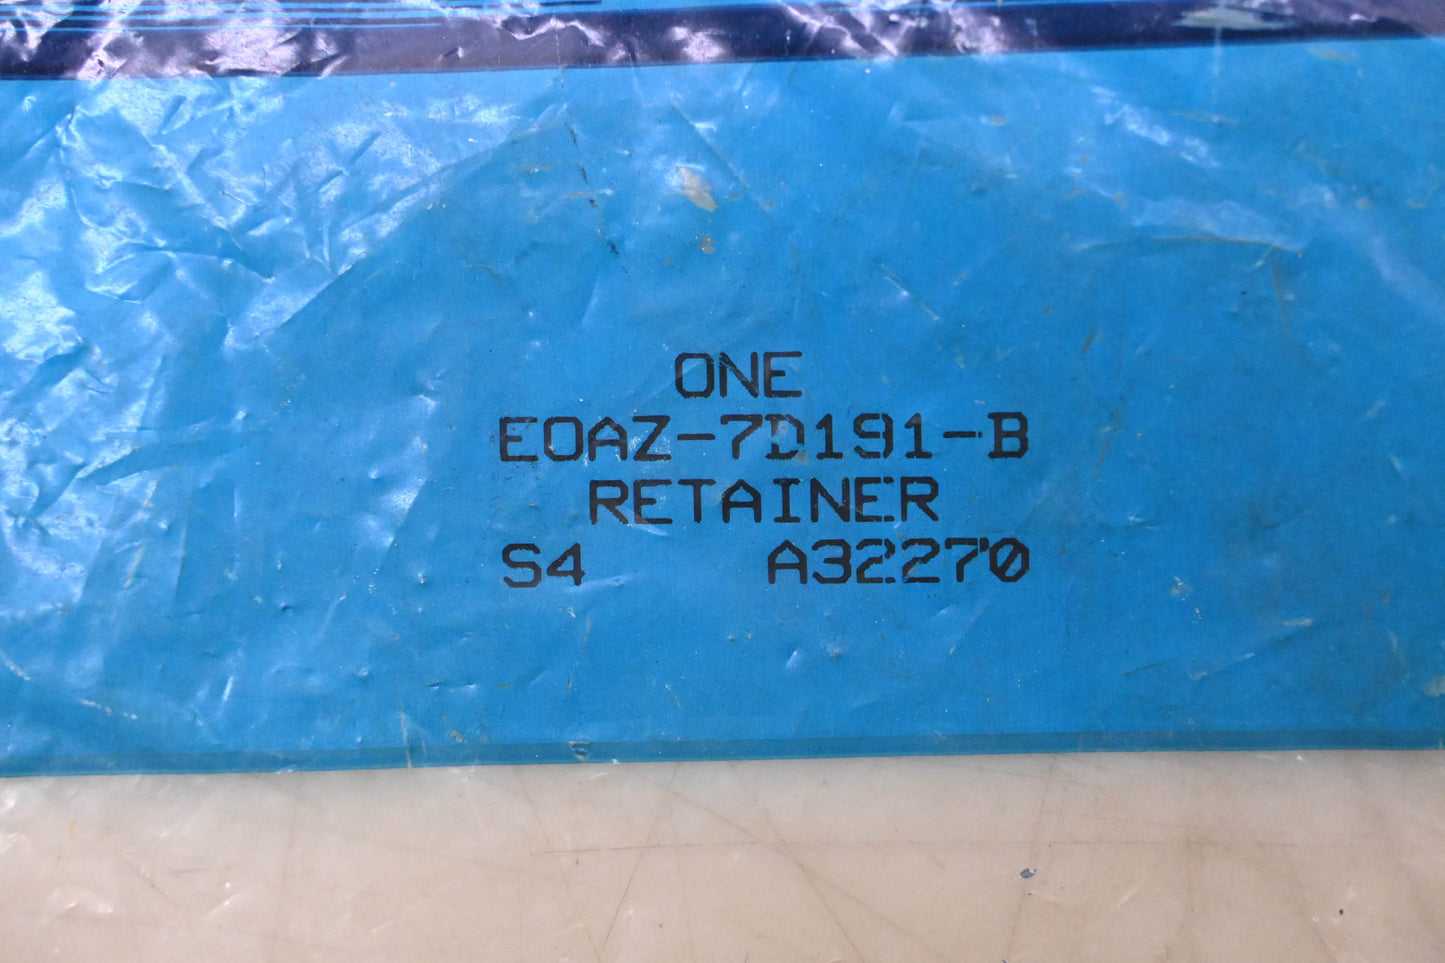 ONE
EOAZ-7D191-B
RETAINER
S4 A32270